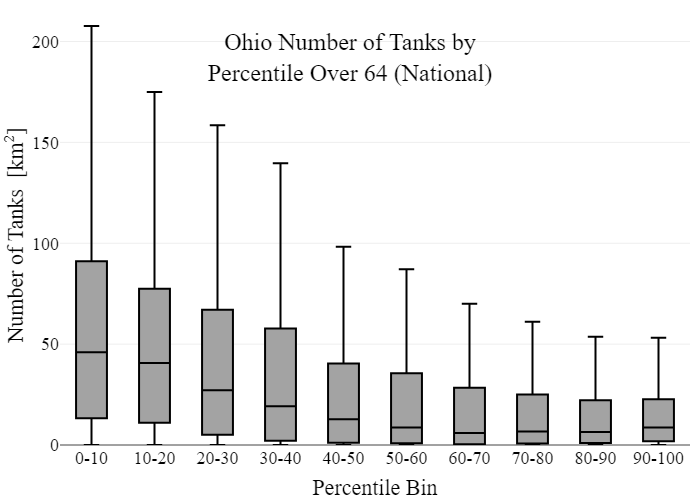 Ohio Number of Tanks by
Percentile Over 64 (National)
Number of Tanks [km²]
200
150
100
50
0
0-10 10-20 20-30 30-40 40-50 50-60 60-70 70-80 80-90 90-100
Percentile Bin